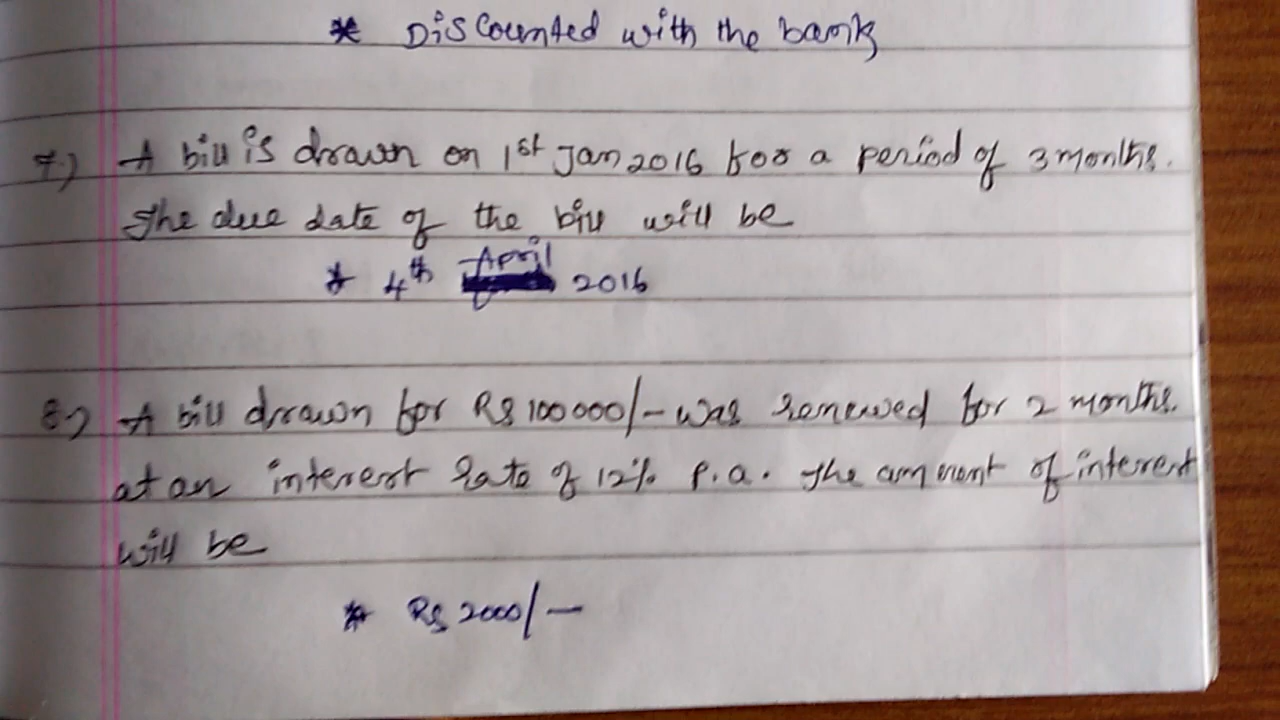 * Discounted with the bank
7.) A bill is drawn on 1st Jan 2016 for a period of 3 months.
The due date of the bill will be
* 4th April 2016
8.) A bill drawn for Rs 100000/- was renewed for 2 months.
at an interest rate of 12% P.a. The amount of interest
will be
* Rs 2000/-